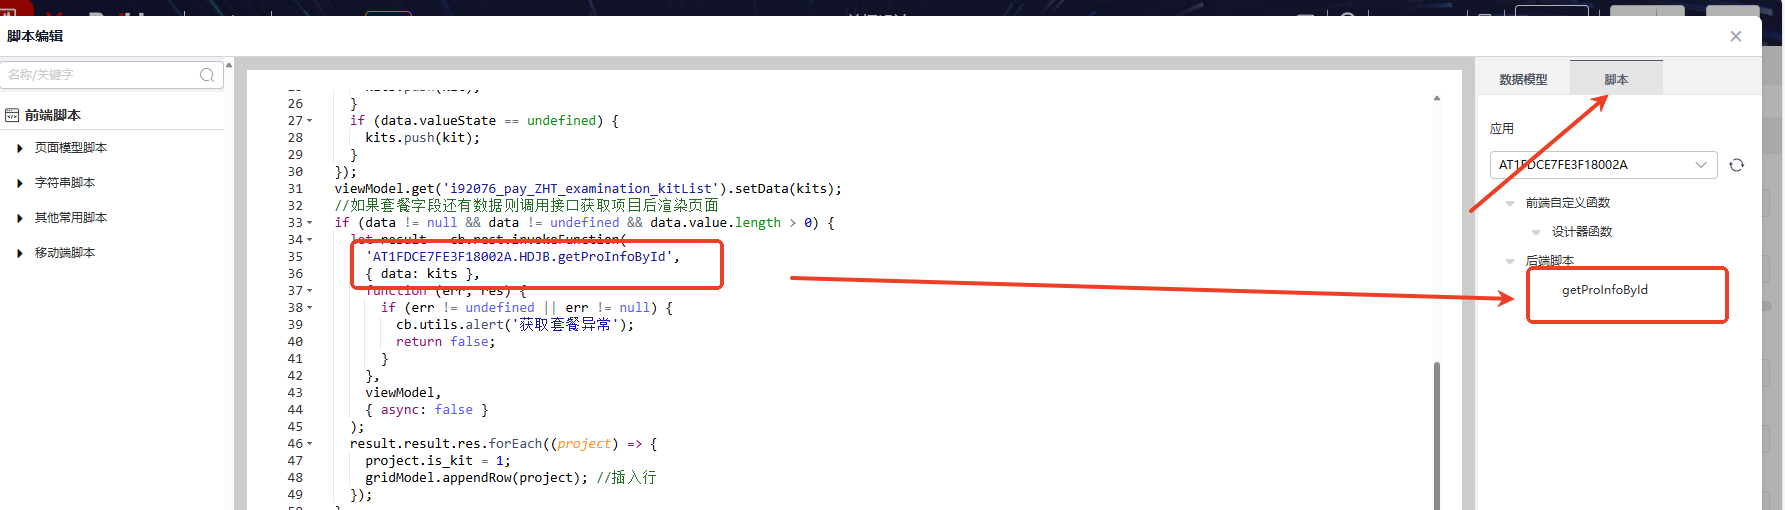 脚本编辑
名称/关键字
前端脚本
页面模型脚本
字符串脚本
其他常用脚本
移动端脚本
26 }
27 if (data.valueState == undefined) {
28 kits.push(kit);
29 }
30 });
31 viewModel.get('i92076_pay_ZHT_examination_kitList').setData(kits);
32 //如果套餐字段还有数据则调用接口获取项目后渲染页面
33 if (data != null && data != undefined && data.value.length > 0) {
34 let result = cb.rest.invokeFunction(
35 'AT1FDCE7FE3F18002A.HDJB.getProInfoById',
36 { data: kits },
37 function (err, res) {
38 if (err != undefined || err != null) {
39 cb.utils.alert('获取套餐异常');
40 return false;
41 }
42 },
43 viewModel,
44 { async: false }
45 );
46 result.result.res.forEach((project) => {
47 project.is_kit = 1;
48 gridModel.appendRow(project); //插入行
49 });
数据模型 脚本
应用
AT1FDCE7FE3F18002A
前端自定义函数
设计器函数
后端脚本
getProInfoById